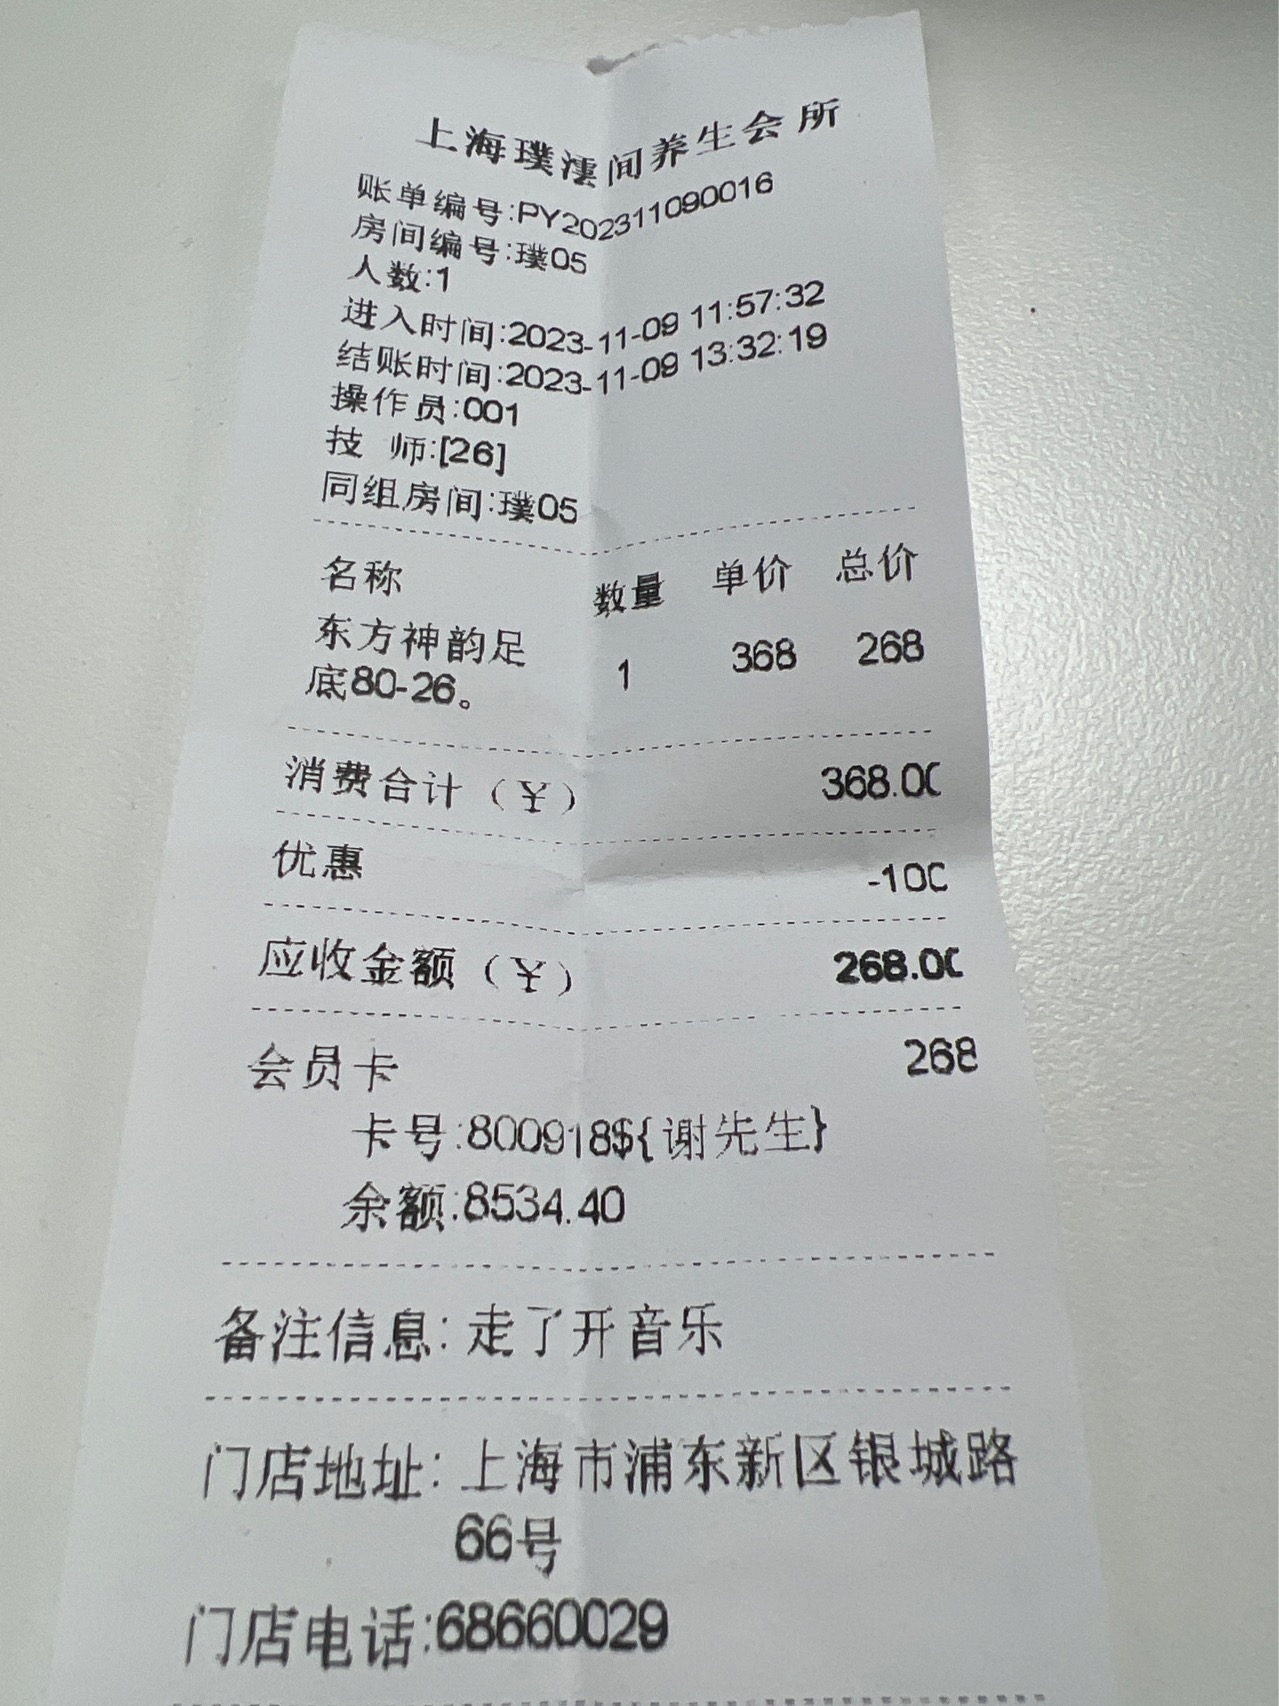 上海璞澐间养生会所
账单编号:PY202311090016
房间编号:璞05
人数:1
进入时间:2023-11-09 11:57:32
结账时间:2023-11-09 13:32:19
操作员:001
技 师:[26]
同组房间:璞05
名称 数量 单价 总价
东方神韵足 1 368 268
底80-26。
消费合计（¥） 368.00
优惠 -100
应收金额（¥） 268.00
会员卡 268
卡号:800918${谢先生}
余额:8534.40
备注信息: 走了开音乐
门店地址: 上海市浦东新区银城路
66号
门店电话:68660029